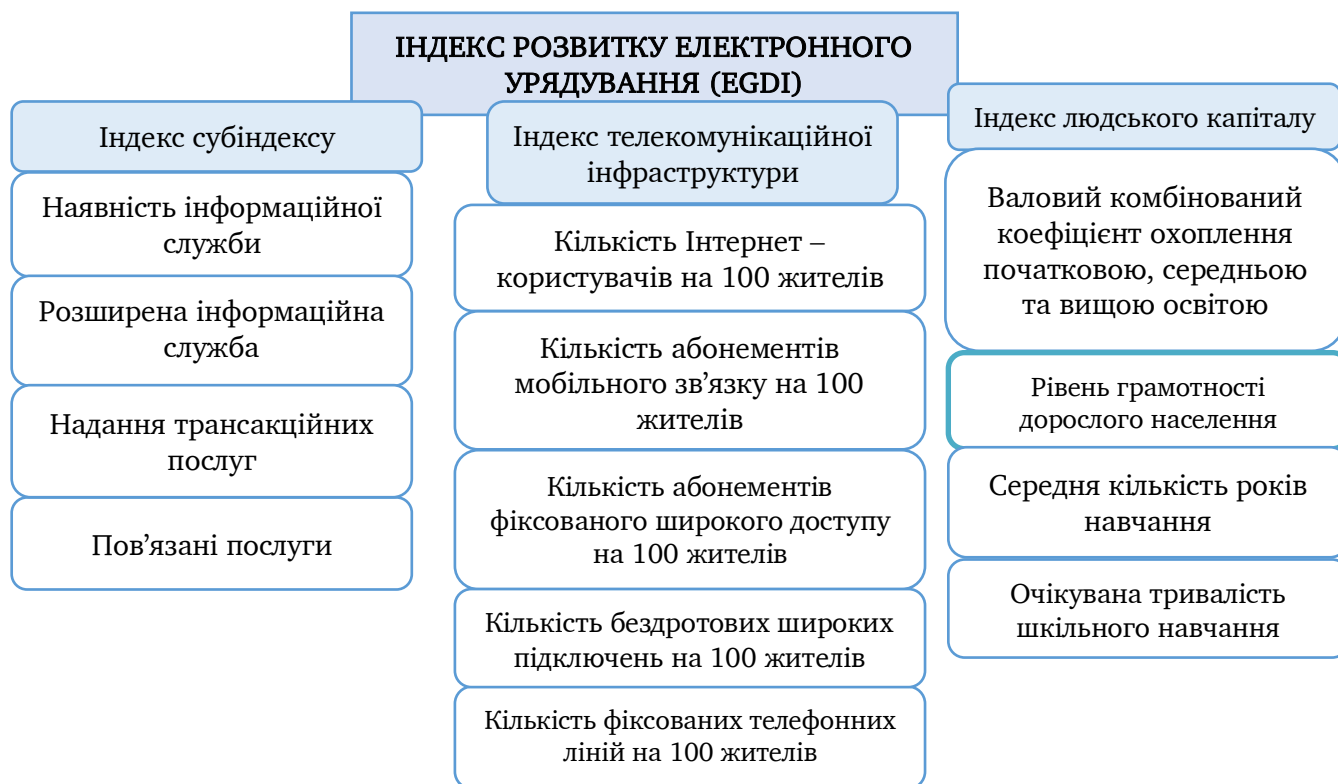 ІНДЕКС РОЗВИТКУ ЕЛЕКТРОННОГО
УРЯДУВАННЯ (EGDI)
Індекс субіндексу
Наявність інформаційної
служби
Розширена інформаційна
служба
Надання трансакційних
послуг
Пов’язані послуги
Індекс телекомунікаційної
інфраструктури
Кількість Інтернет –
користувачів на 100 жителів
Кількість абонементів
мобільного зв’язку на 100
жителів
Кількість абонементів
фіксованого широкого доступу
на 100 жителів
Кількість бездротових широких
підключень на 100 жителів
Кількість фіксованих телефонних
ліній на 100 жителів
Індекс людського капіталу
Валовий комбінований
коефіцієнт охоплення
початковою, середньою
та вищою освітою
Рівень грамотності
дорослого населення
Середня кількість років
навчання
Очікувана тривалість
шкільного навчання